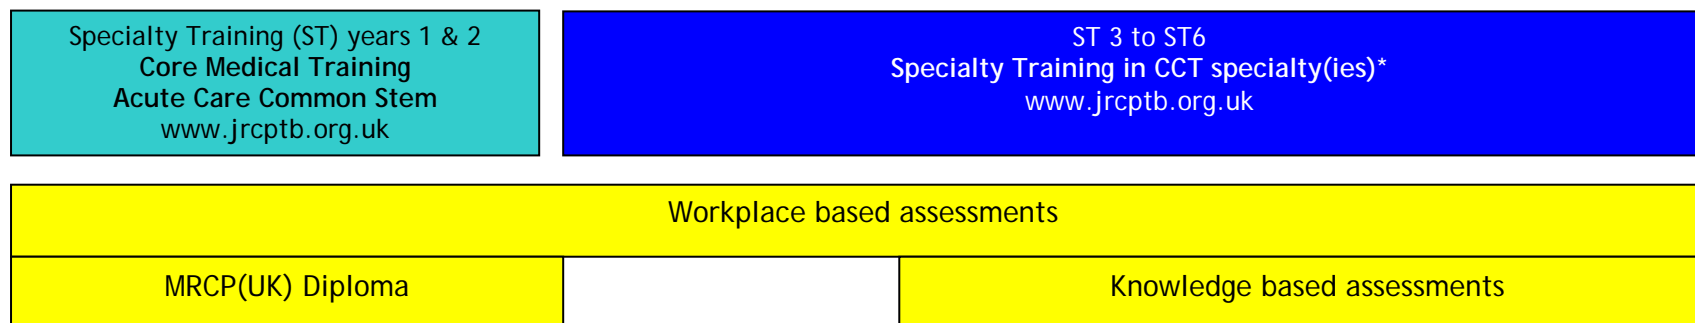 Specialty Training (ST) years 1 & 2
Core Medical Training
Acute Care Common Stem
www.jrcptb.org.uk
ST 3 to ST6
Specialty Training in CCT specialty(ies)*
www.jrcptb.org.uk
Workplace based assessments
MRCP(UK) Diploma
Knowledge based assessments